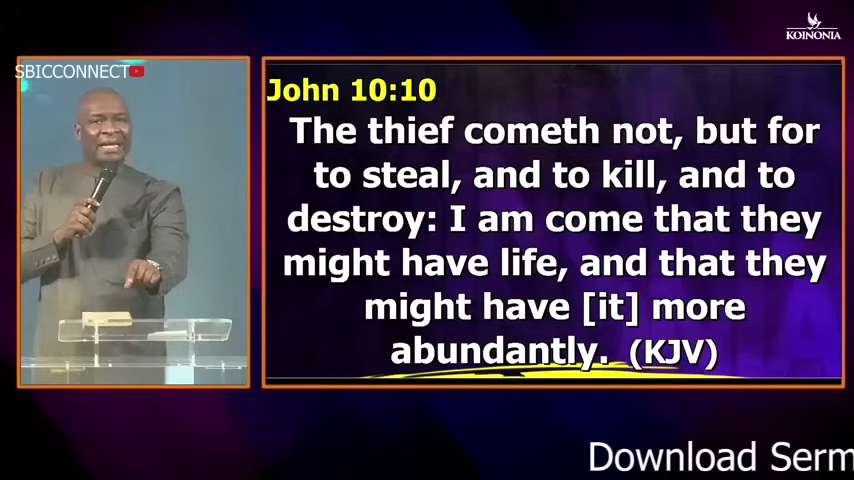 KOINONIA
SBICCONNECT
John 10:10
The thief cometh not, but for
to steal, and to kill, and to
destroy: I am come that they
might have life, and that they
might have [it] more
abundantly. (KJV)
Download Serm